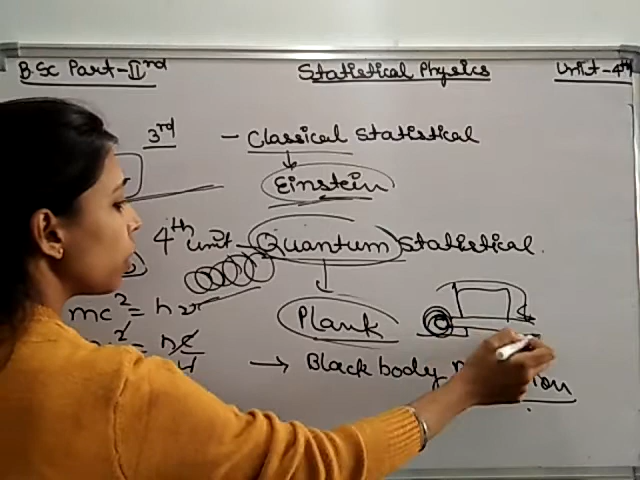 B.Sc Part-IInd
Statistical Physics
Unit-4th
3rd - Classical Statistical
Einstein
4th unit - Quantum Statistical.
mc² = hν
Plank
→ Black body